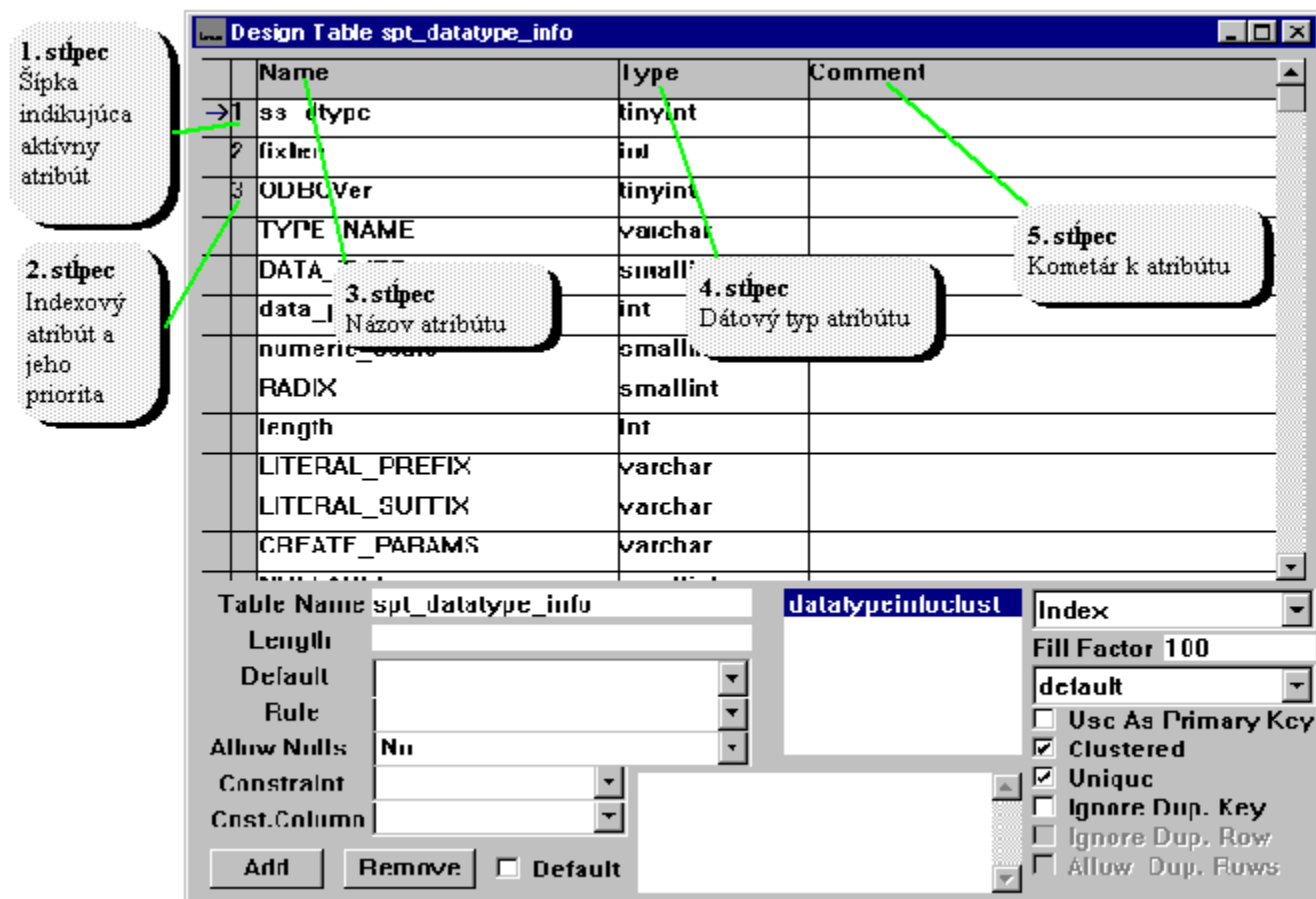 Design Table spt_datatype_info
1.stĺpec
Šípka
indikujúca
aktívny
atribút
2.stĺpec
Indexový
atribút a
jeho
priorita
Name Type Comment
1 ss_dtype tinyint
2 fixlen int
3 ODBCVer tinyint
TYPE_NAME varchar
DATA_
data_ int
RADIX smallint
length int
LITERAL_PREFIX varchar
LITERAL_SUFFIX varchar
CREATE_PARAMS varchar
3.stĺpec
Názov atribútu
4.stĺpec
Dátový typ atribútu
5.stĺpec
Kometár k atribútu
Table Name spt_datatype_info
Length
Default
Rule
Allow Nulls No
Constraint
Cnst.Column
Add Remove Default
datatypeinfoclust
Index
Fill Factor 100
default
Use As Primary Key
Clustered
Unique
Ignore Dup. Key
Ignore Dup. Row
Allow Dup. Rows